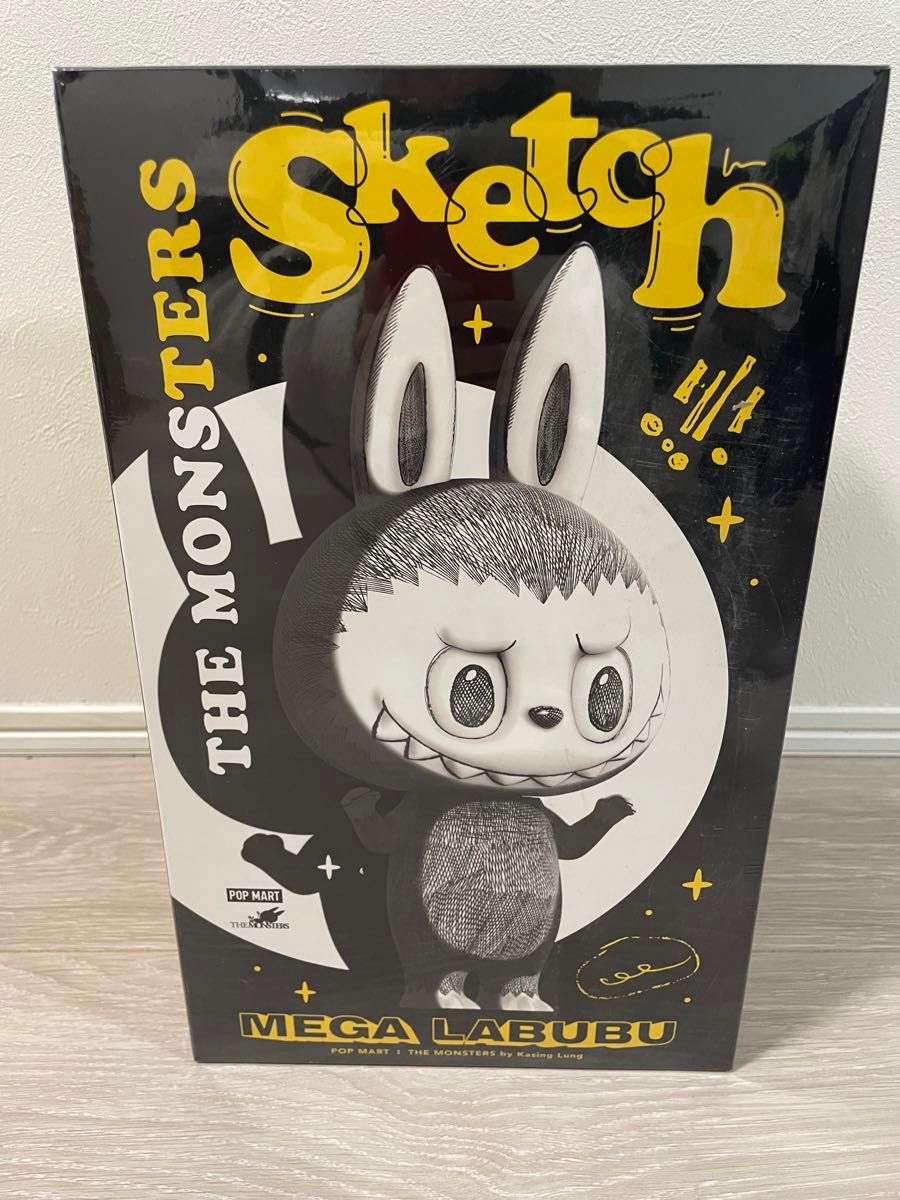 Sketch
THE MONSTERS
POP MART
THE MONSTERS
MEGA LABUBU
POP MART | THE MONSTERS by Kasing Lung